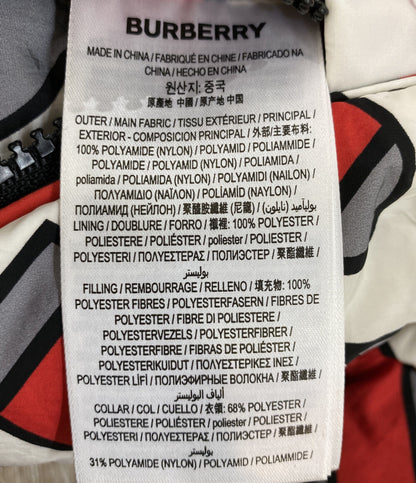 BURBERRY
MADE IN CHINA / FABRIQUÉ EN CHINE / FABRICADO EN
CHINA / HECHO EN CHINA
원산지: 중국
原產地 中國 / 原产地 中国
OUTER / MAIN FABRIC / TISSU EXTÉRIEUR / PRINCIPAL /
EXTERIOR - COMPOSICION PRINCIPAL / 外部/主要布料:
100% POLYAMIDE (NYLON) / POLYAMID / POLIAMMIDE /
POLYAMIDE / POLYAMID (NYLON) / POLIAMIDA /
poliamida / POLIAMIDA (NYLON) / POLYAMIDI (NAILON) /
ΠΟΛΥΑΜΙΔΙΟ (ΝΑΪΛΟΝ) / POLİAMİD (NAYLON) /
ПОЛИАМИД (НЕЙЛОН) / 聚醯胺纖維 (尼龍) / بوليأميد (نايلون) /
LINING / DOUBLURE / FORRO / 襯裡: 100% POLYESTER /
POLIESTERE / POLIÉSTER / poliester / POLIESTER /
POLYESTERI / ΠΟΛΥΕΣΤΕΡΑΣ / ПОЛИЭСТЕР / 聚酯纖維 /
بوليستر
FILLING / REMBOURRAGE / RELLENO / 填充物: 100%
POLYESTER FIBRES / POLYESTERFASERN / FIBRES DE
POLYESTER / FIBRE DI POLIESTERE /
POLYESTERVEZELS / POLYESTERFIBRER /
POLYESTERFIBRE / FIBRAS DE POLIÉSTER /
POLYESTERIKUIDUT / ΠΟΛΥΕΣΤΕΡΙΚΕΣ ΙΝΕΣ /
POLYESTER LİFİ / ПОЛИЭФИРНЫЕ ВОЛОКНА / 聚酯纖維 /
ألياف البوليستر
COLLAR / COL / CUELLO / 衣領: 68% POLYESTER /
POLIESTERE / POLIÉSTER / poliester / POLIESTER /
POLYESTERI / ΠΟΛΥΕΣΤΕΡΑΣ / ПОЛИЭСТЕР / 聚酯纖維 /
بوليستر
31% POLYAMIDE (NYLON) / POLYAMID / POLIAMMIDE /